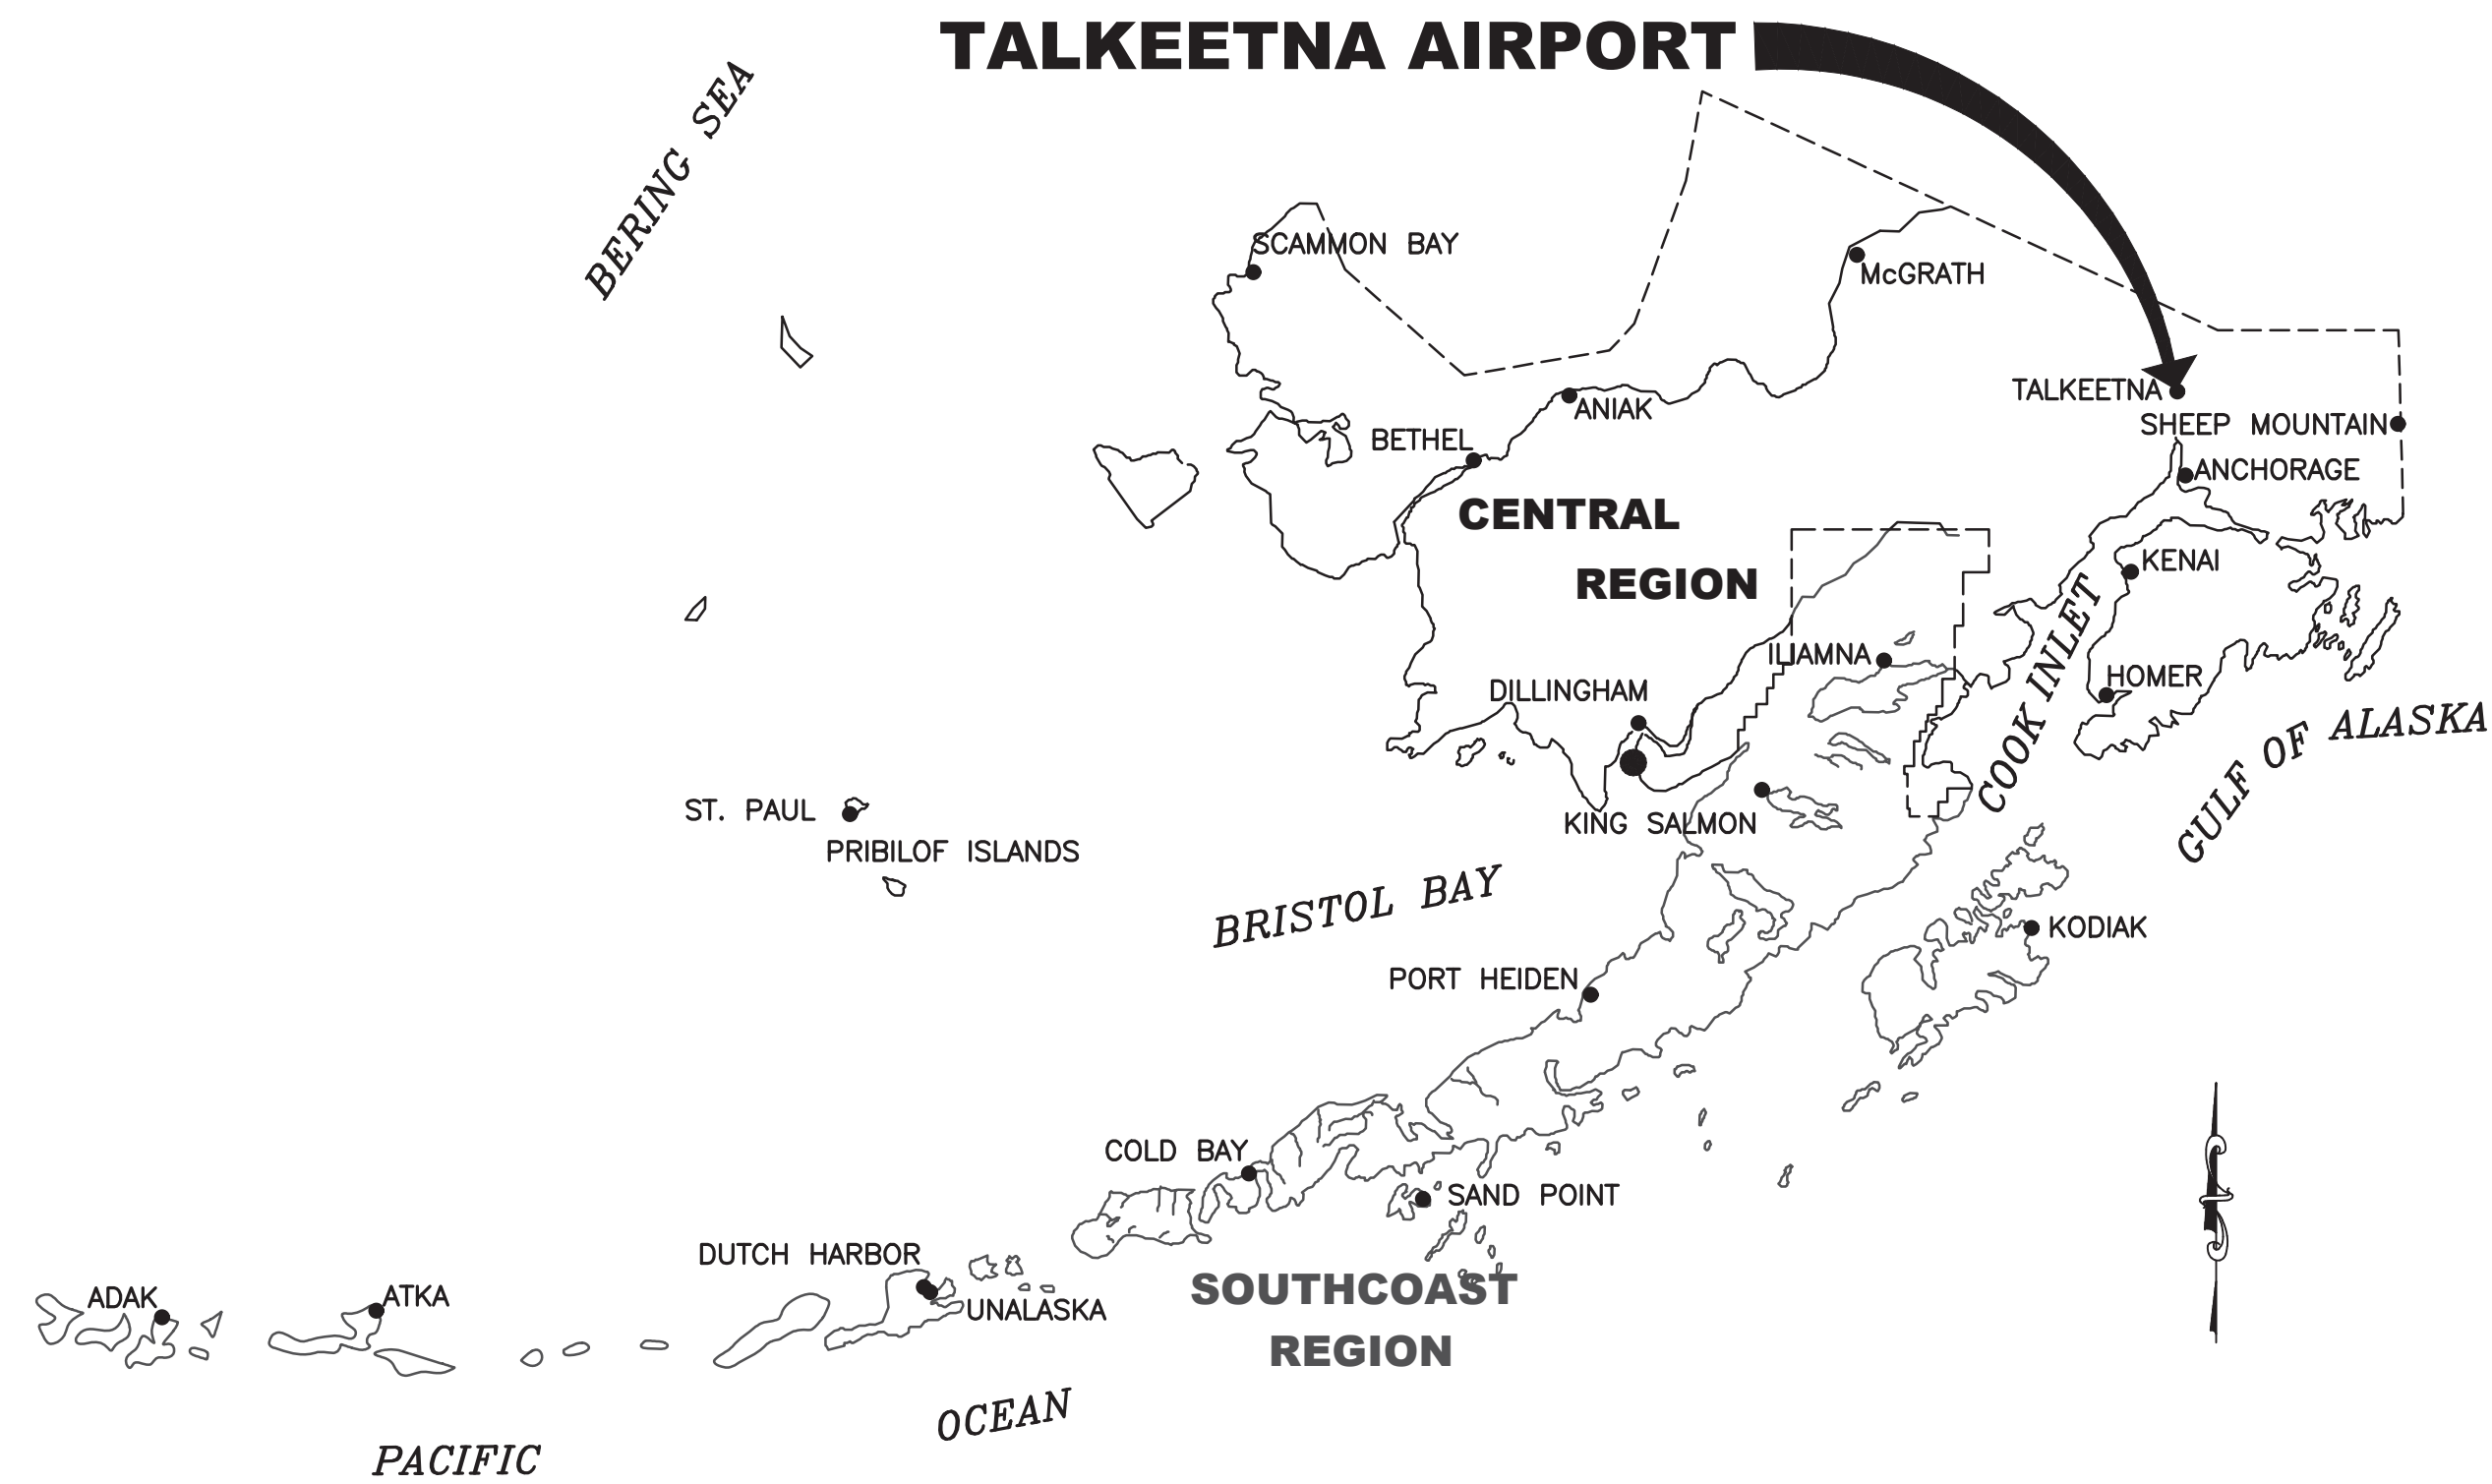 TALKEETNA AIRPORT
BERING SEA
SCAMMON BAY
McGRATH
TALKEETNA
ANIAK
SHEEP MOUNTAIN
BETHEL
ANCHORAGE
CENTRAL
REGION
KENAI
COOK INLET
ILIAMNA
HOMER
DILLINGHAM
GULF OF ALASKA
ST. PAUL
KING SALMON
PRIBILOF ISLANDS
BRISTOL BAY
KODIAK
PORT HEIDEN
COLD BAY
SAND POINT
DUTCH HARBOR
SOUTHCOAST
REGION
ADAK
ATKA
UNALASKA
OCEAN
PACIFIC